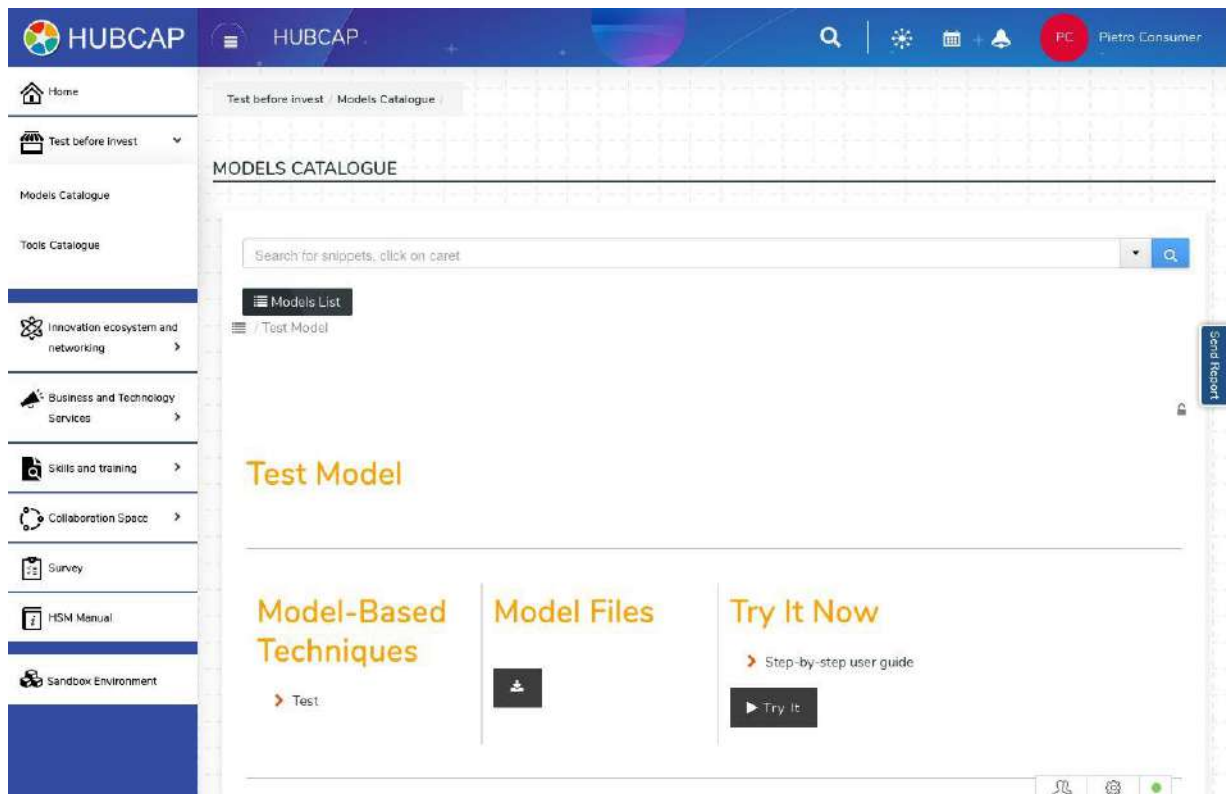 HUBCAP
HUBCAP
PC
Pietro Consumer
Home
Test before invest
Models Catalogue
Tools Catalogue
Innovation ecosystem and
networking
Business and Technology
Services
Skills and training
Collaboration Space
Survey
HSM Manual
Sandbox Environment
Test before invest / Models Catalogue /
MODELS CATALOGUE
Search for snippets, click on caret
Models List
/ Test Model
Send Report
Test Model
Model-Based
Techniques
Test
Model Files
Try It Now
Step-by-step user guide
Try It